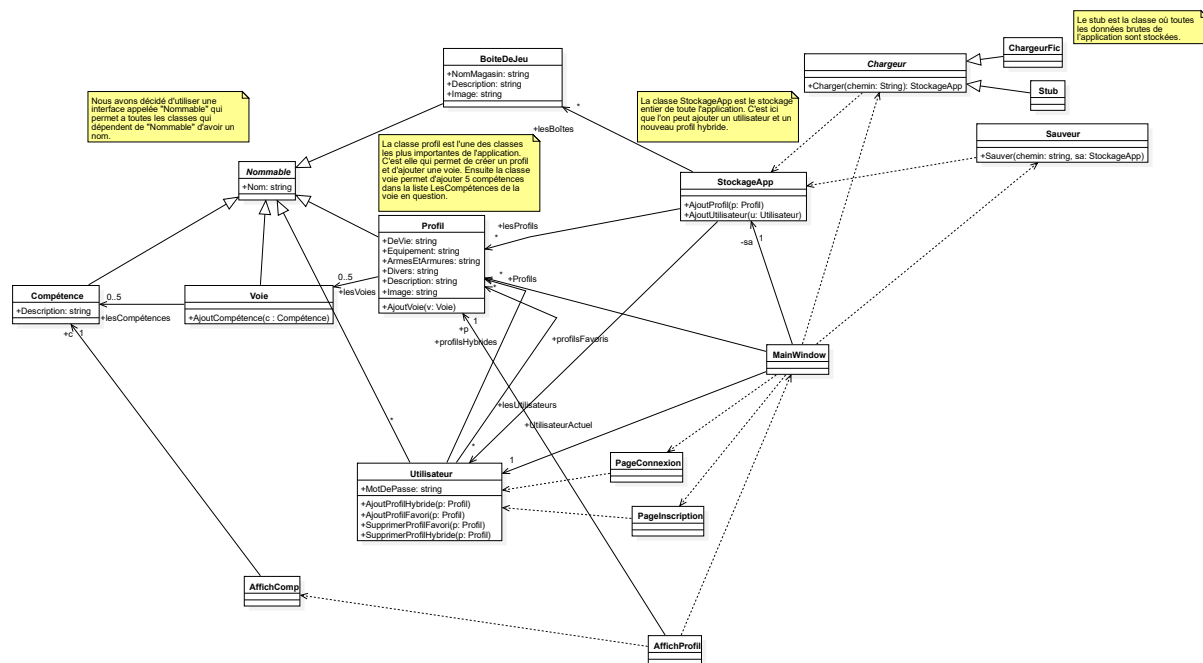 Le stub est la classe où toutes
les données brutes de
l'application sont stockées.
ChargeurFic
Chargeur
+Charger(chemin: String): StockageApp
Stub
BoiteDeJeu
+NomMagasin: string
+Description: string
+Image: string
Nous avons décidé d'utiliser une
interface appelée "Nommable" qui
permet a toutes les classes qui
dépendent de "Nommable" d'avoir un
nom.
La classe StockageApp est le stockage
entier de toute l'application. C'est ici
que l'on peut ajouter un utilisateur et un
nouveau profil hybride.
*
+lesBoîtes
Sauveur
+Sauver(chemin: string, sa: StockageApp)
La classe profil est l'une des classes
les plus importantes de l'application.
C'est elle qui permet de créer un profil
et d'ajouter une voie. Ensuite la classe
voie permet d'ajouter 5 compétences
dans la liste LesCompétences de la
voie en question.
Nommable
+Nom: string
StockageApp
+AjoutProfil(p: Profil)
+AjoutUtilisateur(u: Utilisateur)
Profil
+DeVie: string
+Equipement: string
+ArmesEtArmures: string
+Divers: string
+Description: string
+Image: string
+AjoutVoie(v: Voie)
+lesProfils
*
-sa
1
*
+Profils
*
0..5
+lesVoies
Compétence
+Description: string
0..5
+lesCompétences
Voie
+AjoutCompétence(c : Compétence)
+c
1
1
+p
+profilsHybrides
+profilsFavoris
MainWindow
+lesUtilisateurs
*
+UtilisateurActuel
*
1
Utilisateur
+MotDePasse: string
+AjoutProfilHybride(p: Profil)
+AjoutProfilFavori(p: Profil)
+SupprimerProfilFavori(p: Profil)
+SupprimerProfilHybride(p: Profil)
PageConnexion
PageInscription
AffichComp
AffichProfil